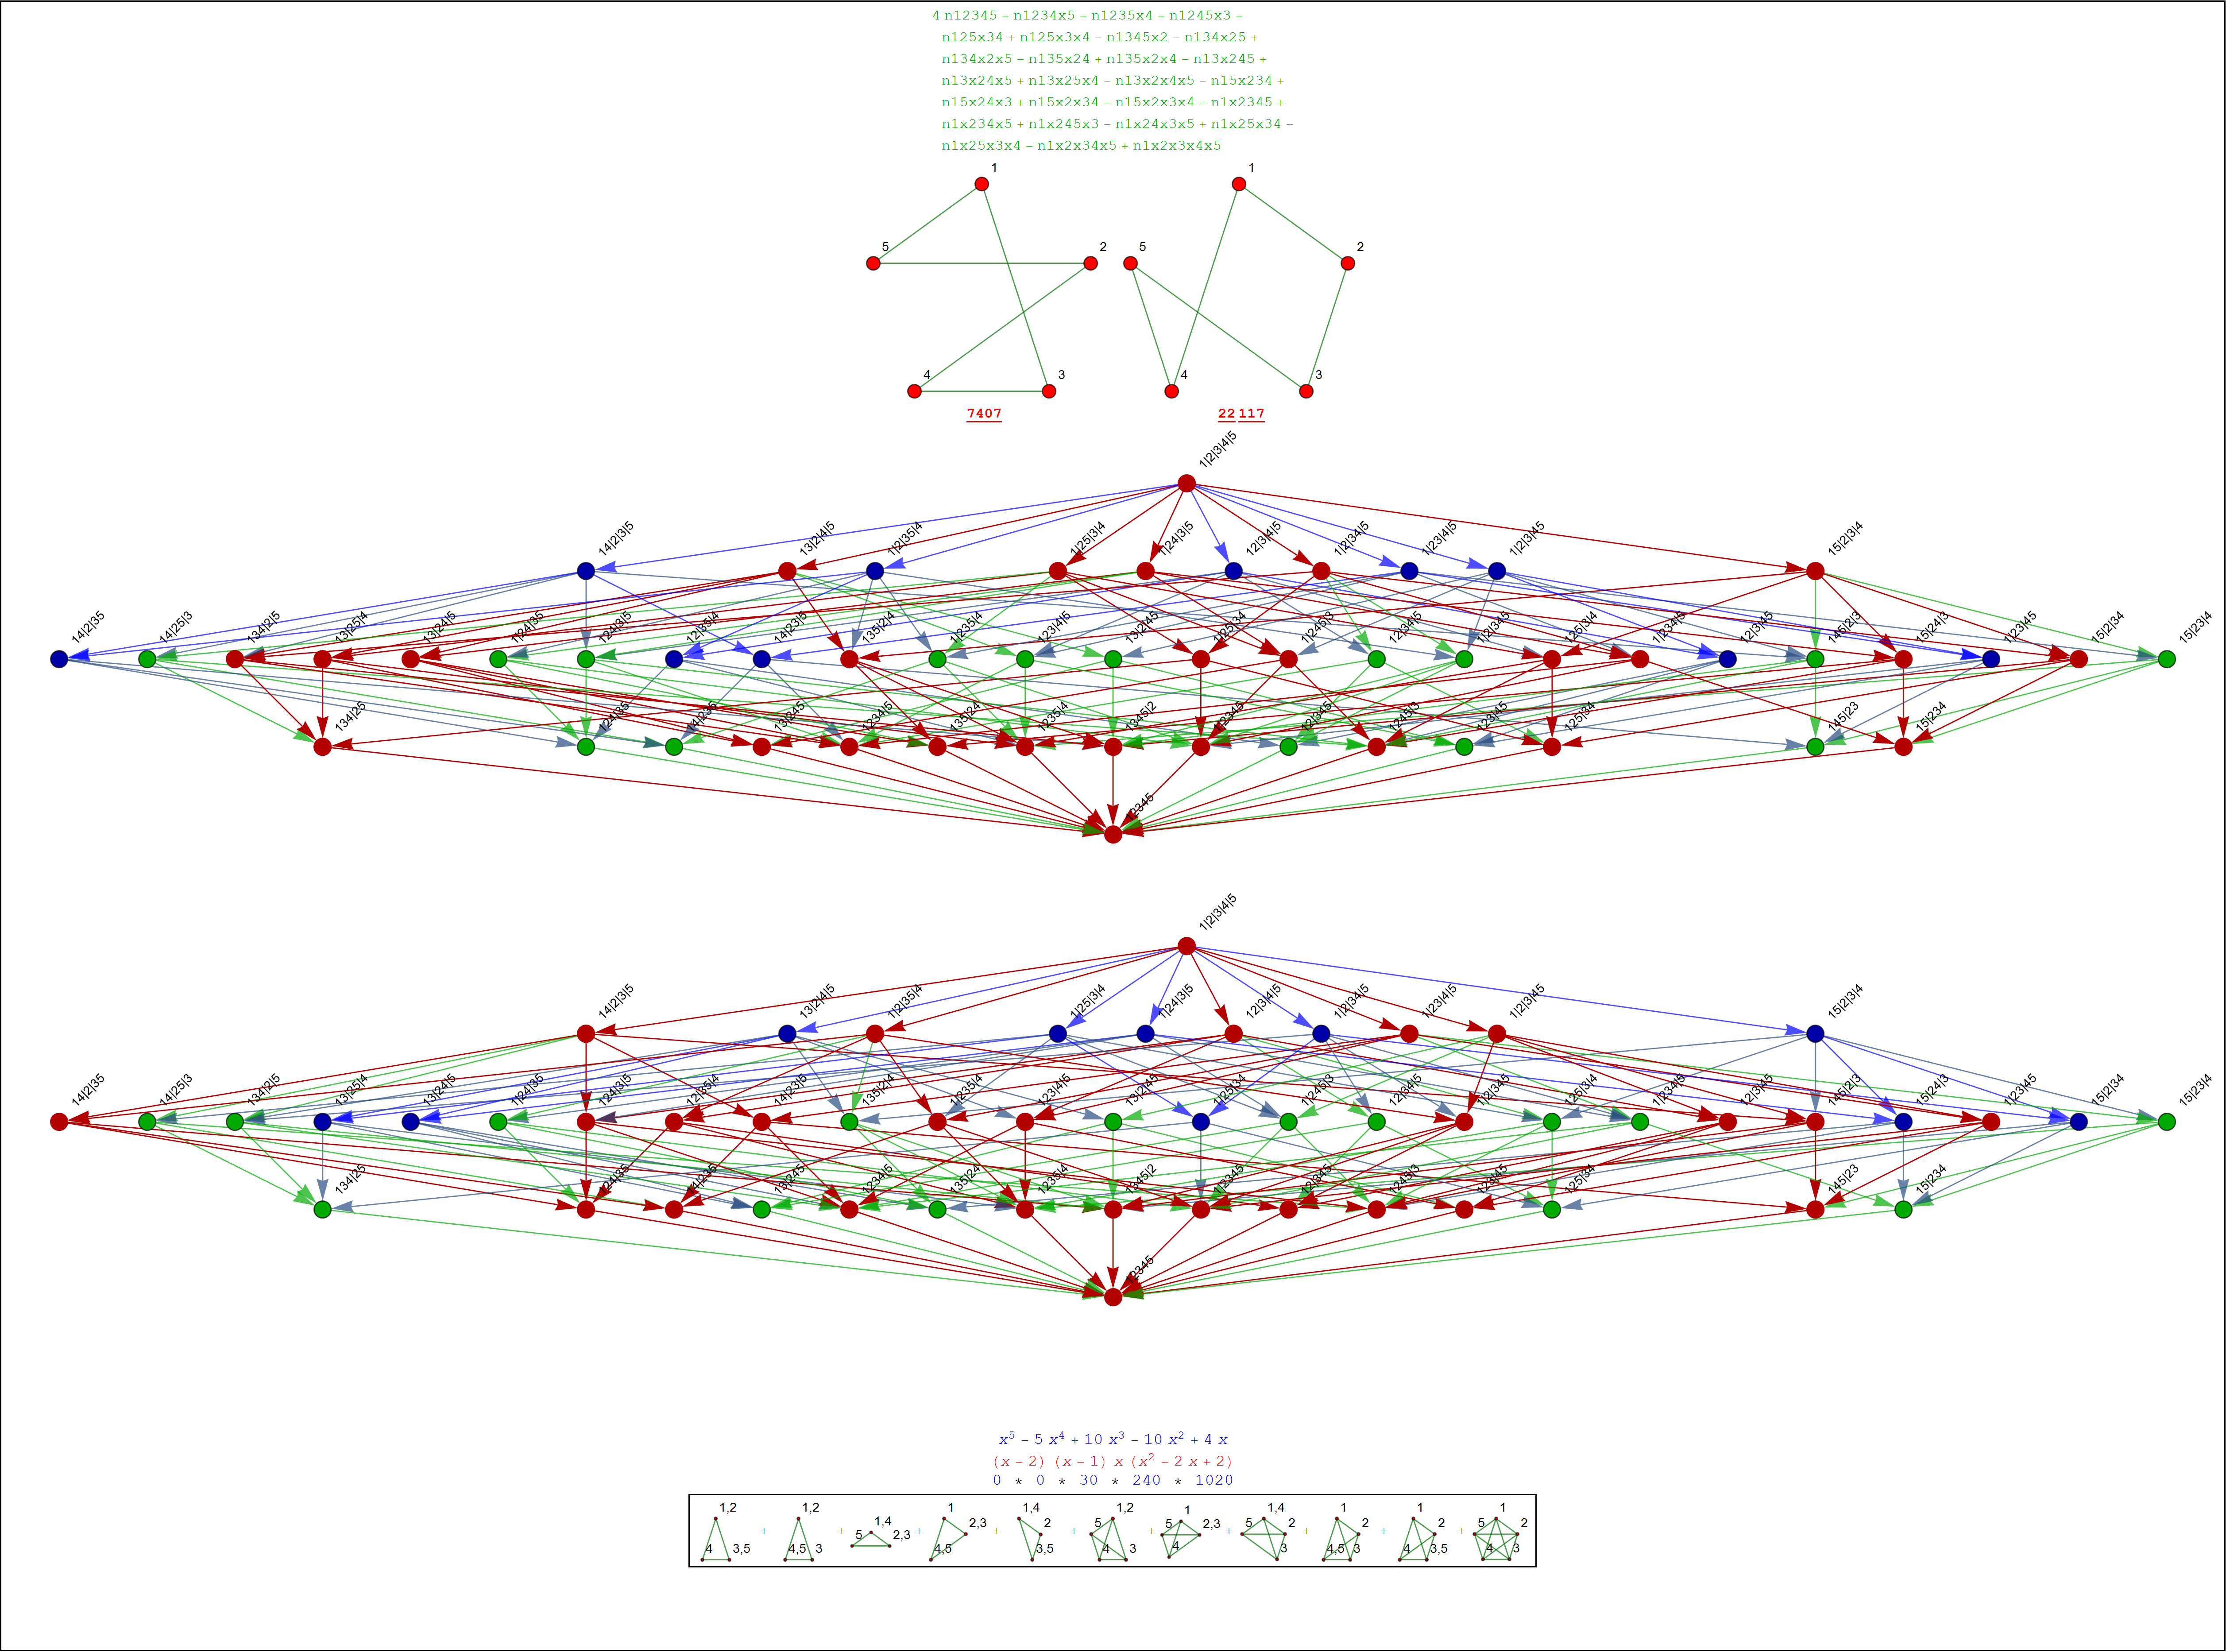 4 n12345 – n1234x5 – n1235x4 – n1245x3 –
n125x34 + n125x3x4 – n1345x2 – n134x25 +
n134x2x5 – n135x24 + n135x2x4 – n13x245 +
n13x24x5 + n13x25x4 – n13x2x4x5 – n15x234 +
n15x24x3 + n15x2x34 – n15x2x3x4 – n1x2345 +
n1x234x5 + n1x245x3 – n1x24x3x5 + n1x25x34 –
n1x25x3x4 – n1x2x34x5 + n1x2x3x4x5
1 1
5 2 5 2
4 3 4 3
7407 22 117
1|2|3|4|5
14|2|3|5 13|2|4|5 1|2|35|4 1|25|3|4 1|24|3|5 12|3|4|5 1|2|34|5 1|23|4|5 1|2|3|45 15|2|3|4
14|2|35 14|25|3 134|2|5 13|25|4 13|24|5 1|24|35 124|3|5 12|35|4 14|23|5 135|2|4 1|235|4 123|4|5 13|2|45 1|25|34 1|245|3 12|34|5 1|2|345 125|3|4 1|234|5 12|3|45 145|2|3 15|24|3 1|23|45 15|2|34 15|23|4
134|25 124|35 14|235 13|245 1234|5 135|24 1235|4 1345|2 1|2345 12|345 1245|3 123|45 125|34 145|23 15|234
12345
1|2|3|4|5
14|2|3|5 13|2|4|5 1|2|35|4 1|25|3|4 1|24|3|5 12|3|4|5 1|2|34|5 1|23|4|5 1|2|3|45 15|2|3|4
14|2|35 14|25|3 134|2|5 13|25|4 13|24|5 1|24|35 124|3|5 12|35|4 14|23|5 135|2|4 1|235|4 123|4|5 13|2|45 1|25|34 1|245|3 12|34|5 1|2|345 125|3|4 1|234|5 12|3|45 145|2|3 15|24|3 1|23|45 15|2|34 15|23|4
134|25 124|35 14|235 13|245 1234|5 135|24 1235|4 1345|2 1|2345 12|345 1245|3 123|45 125|34 145|23 15|234
12345
x⁵ – 5 x⁴ + 10 x³ – 10 x² + 4 x
(x – 2) (x – 1) x (x² – 2 x + 2)
0 * 0 * 30 * 240 * 1020
1,2 4 3,5 + 1,2 4,5 3 + 1,4 5 2,3 + 1 2,3 4,5 + 1,4 2 3,5 + 1,2 5 4 3 + 1 5 2,3 4 + 1,4 5 2 3 + 1 2 4,5 3 + 1 2 4 3,5 + 1 5 2 4 3